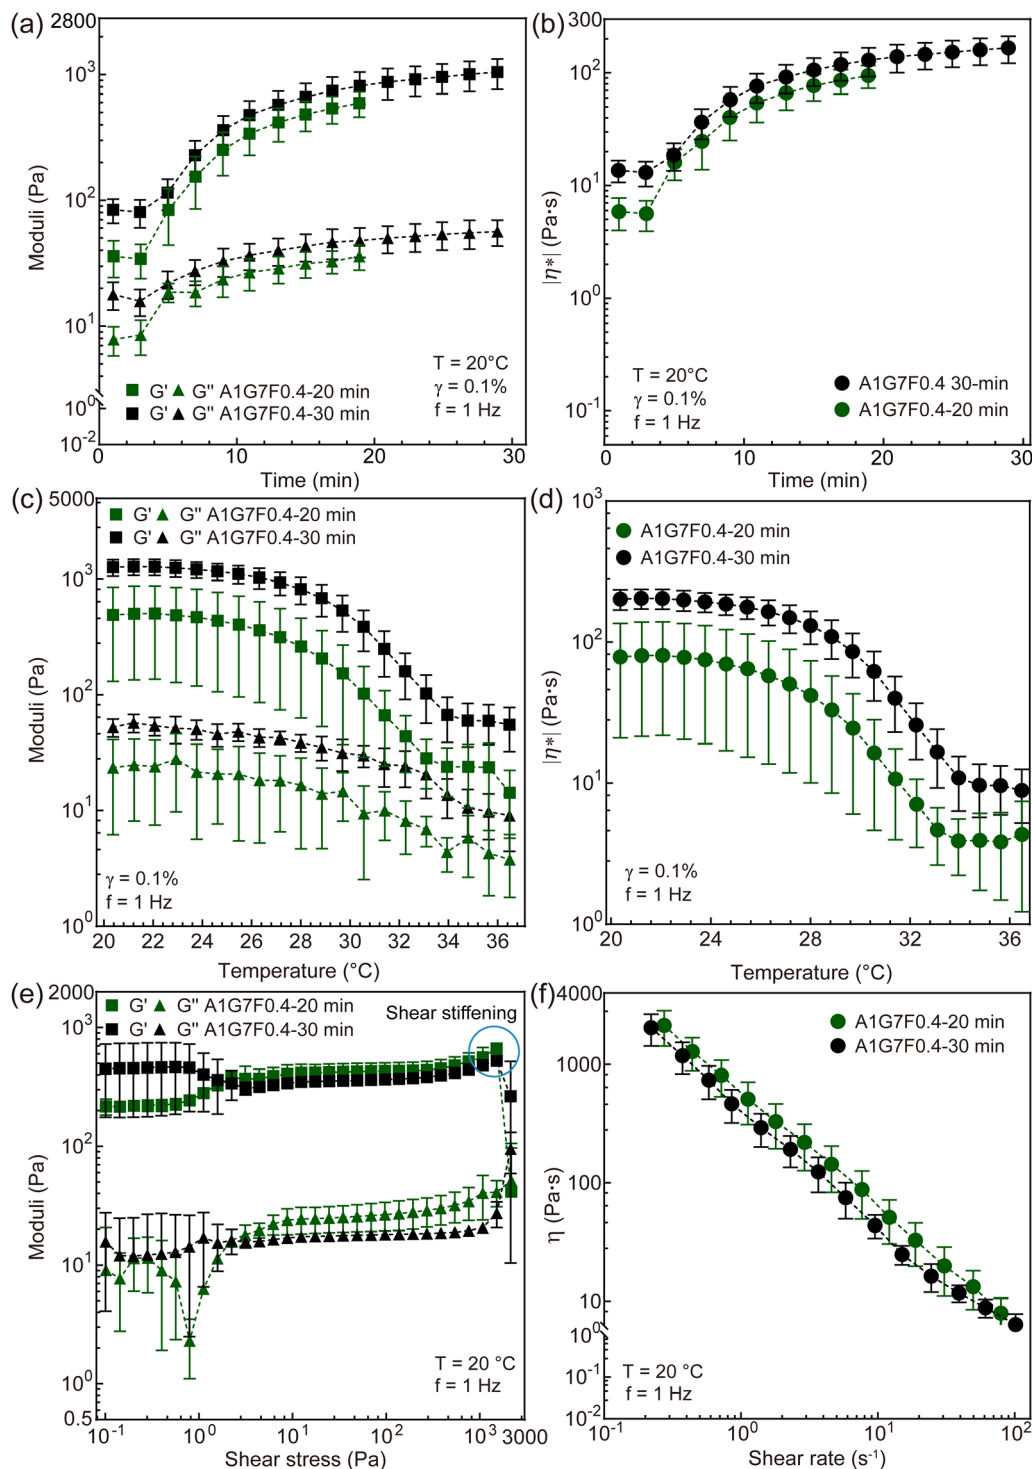 (a)
2800
10³
10²
10¹
10⁰
10⁻²
Moduli (Pa)
T = 20°C
γ = 0.1%
f = 1 Hz
G' G" A1G7F0.4-20 min
G' G" A1G7F0.4-30 min
0 10 20 30
Time (min)
(b)
300
10²
10¹
10⁰
10⁻¹
|η*| (Pa·s)
T = 20°C
γ = 0.1%
f = 1 Hz
A1G7F0.4 30-min
A1G7F0.4-20 min
0 10 20 30
Time (min)
(c)
5000
10³
10²
10¹
10⁰
Moduli (Pa)
G' G" A1G7F0.4-20 min
G' G" A1G7F0.4-30 min
γ = 0.1%
f = 1 Hz
20 22 24 26 28 30 32 34 36
Temperature (°C)
(d)
10³
10²
10¹
10⁰
|η*| (Pa·s)
A1G7F0.4-20 min
A1G7F0.4-30 min
γ = 0.1%
f = 1 Hz
20 24 28 32 36
Temperature (°C)
(e)
2000
10³
10²
10¹
10⁰
0.5
Moduli (Pa)
G' G" A1G7F0.4-20 min
G' G" A1G7F0.4-30 min
Shear stiffening
T = 20 °C
f = 1 Hz
10⁻¹ 10⁰ 10¹ 10² 10³ 3000
Shear stress (Pa)
(f)
4000
1000
100
10
10⁰
10⁻¹
10⁻²
η (Pa·s)
A1G7F0.4-20 min
A1G7F0.4-30 min
T = 20 °C
f = 1 Hz
10⁻¹ 10⁰ 10¹ 10²
Shear rate (s⁻¹)